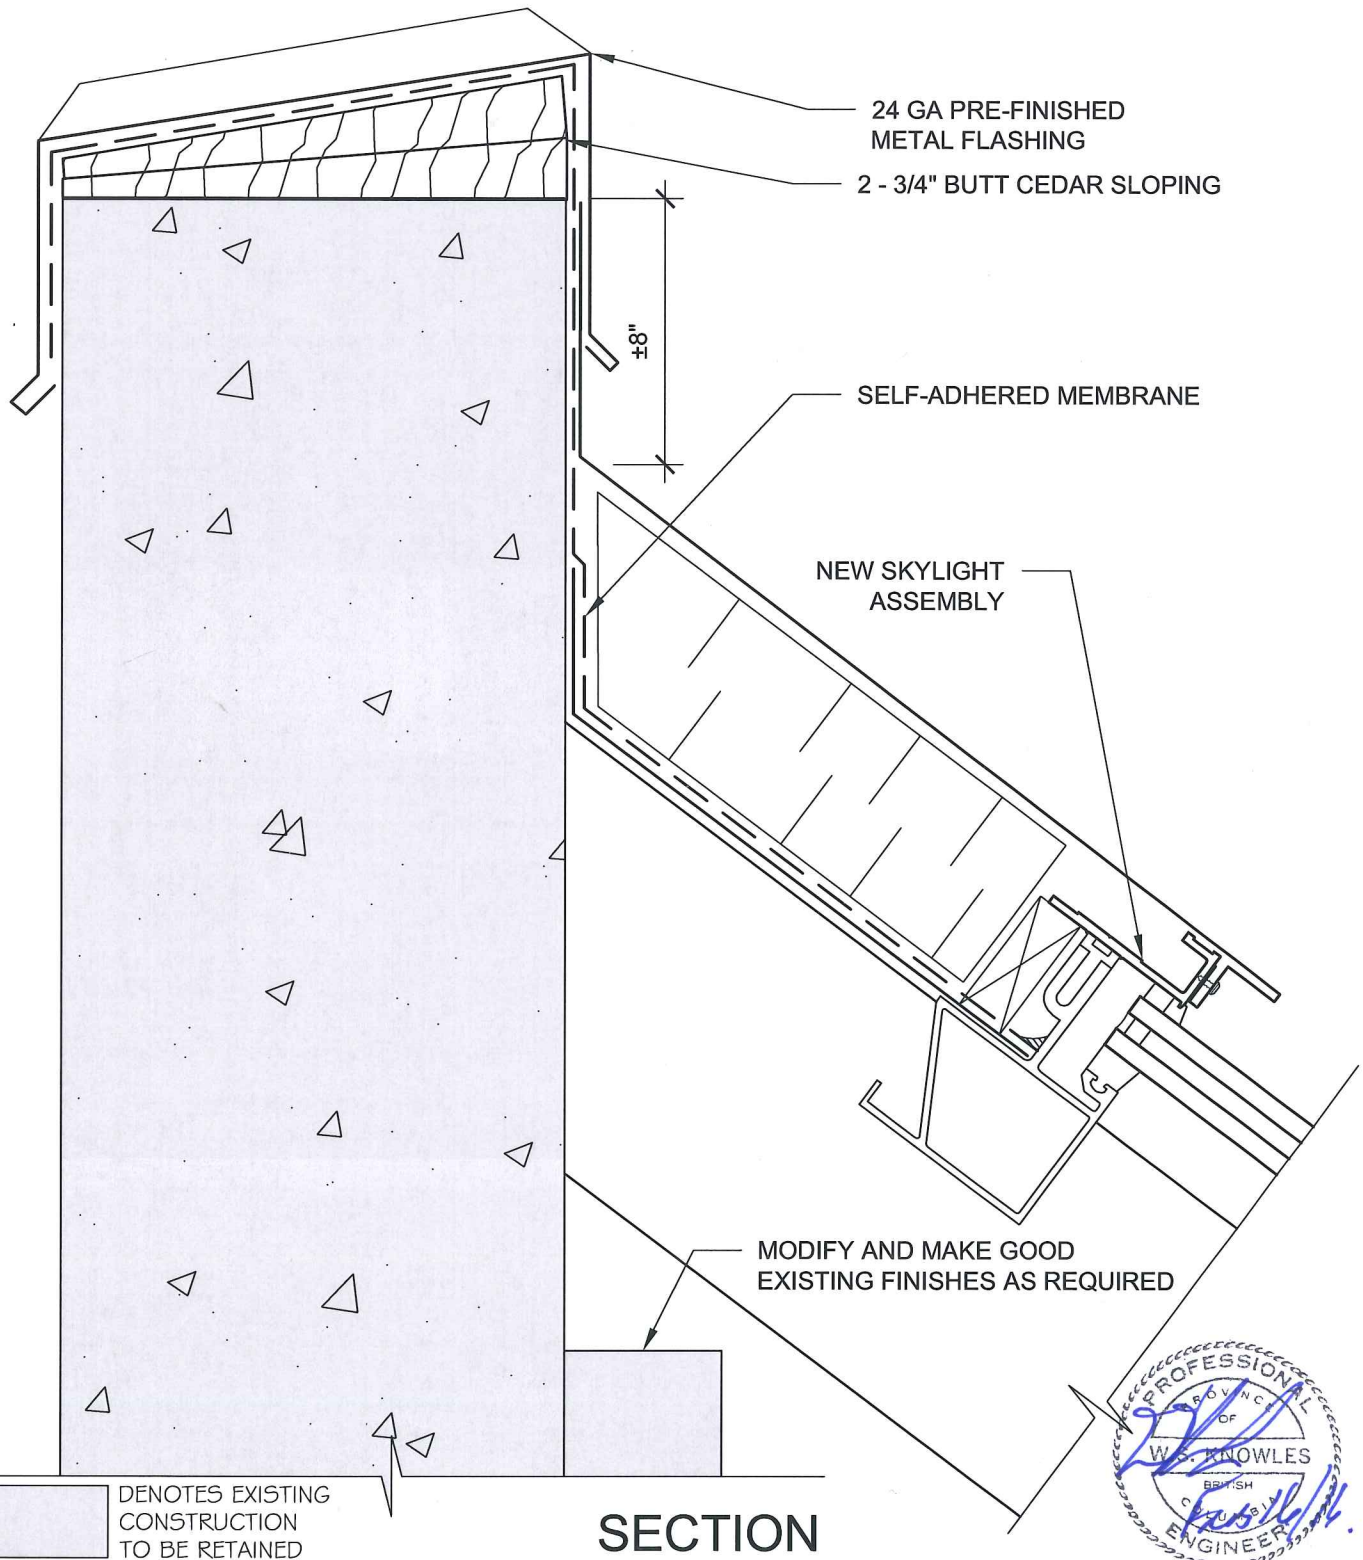 24 GA PRE-FINISHED
METAL FLASHING
2 - 3/4" BUTT CEDAR SLOPING
±8"
SELF-ADHERED MEMBRANE
NEW SKYLIGHT
ASSEMBLY
MODIFY AND MAKE GOOD
EXISTING FINISHES AS REQUIRED
DENOTES EXISTING
CONSTRUCTION
TO BE RETAINED
SECTION
PROFESSIONAL
PROVINCE
OF
W.S. KNOWLES
BRITISH
COLUMBIA
ENGINEER